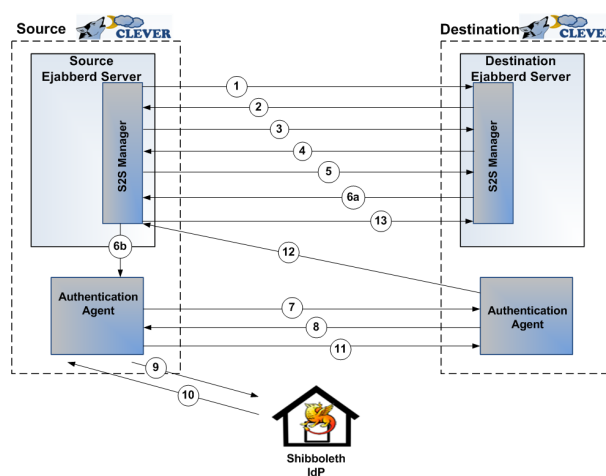 Source
CLEVER
Destination
CLEVER
Source
Ejabberd Server
Destination
Ejabberd Server
S2S Manager
S2S Manager
1
2
3
4
5
6a
13
6b
12
Authentication
Agent
Authentication
Agent
7
8
11
9
10
Shibboleth
IdP